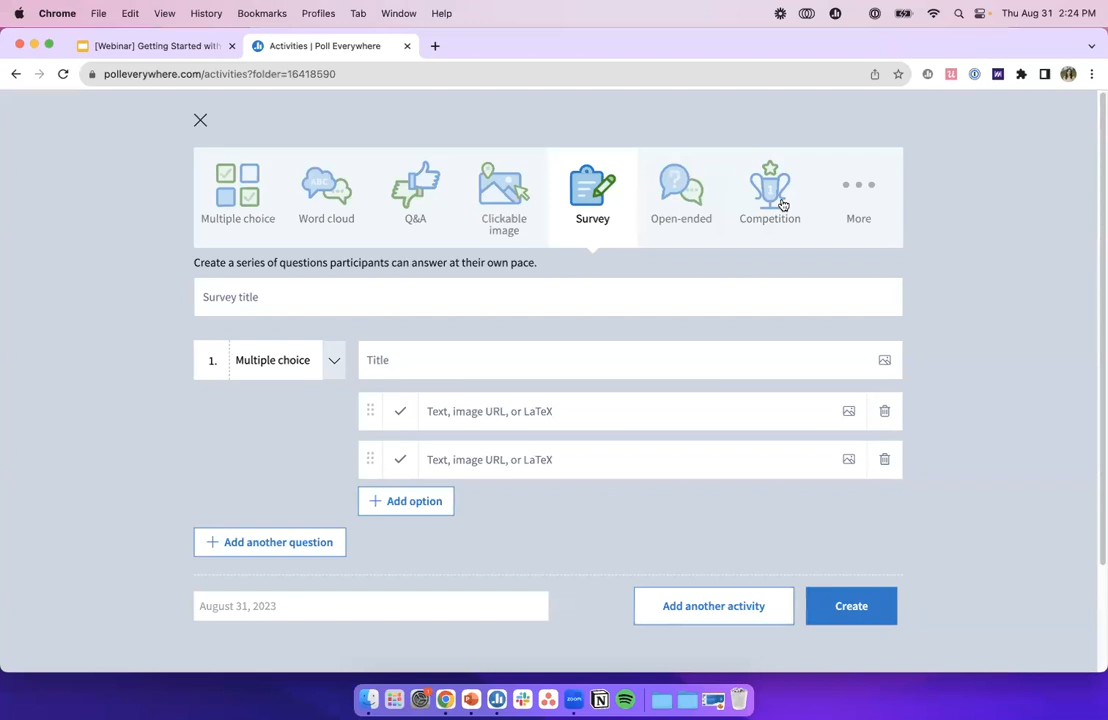 Chrome File Edit View History Bookmarks Profiles Tab Window Help Thu Aug 31 2:24 PM
[Webinar] Getting Started with Activities | Poll Everywhere
polleverywhere.com/activities?folder=16418590
ABC ? 1
Multiple choice Word cloud Q&A Clickable image Survey Open-ended Competition More
Create a series of questions participants can answer at their own pace.
Survey title
1. Multiple choice Title
Text, image URL, or LaTeX
Text, image URL, or LaTeX
Add option
Add another question
August 31, 2023 Add another activity Create
zoom